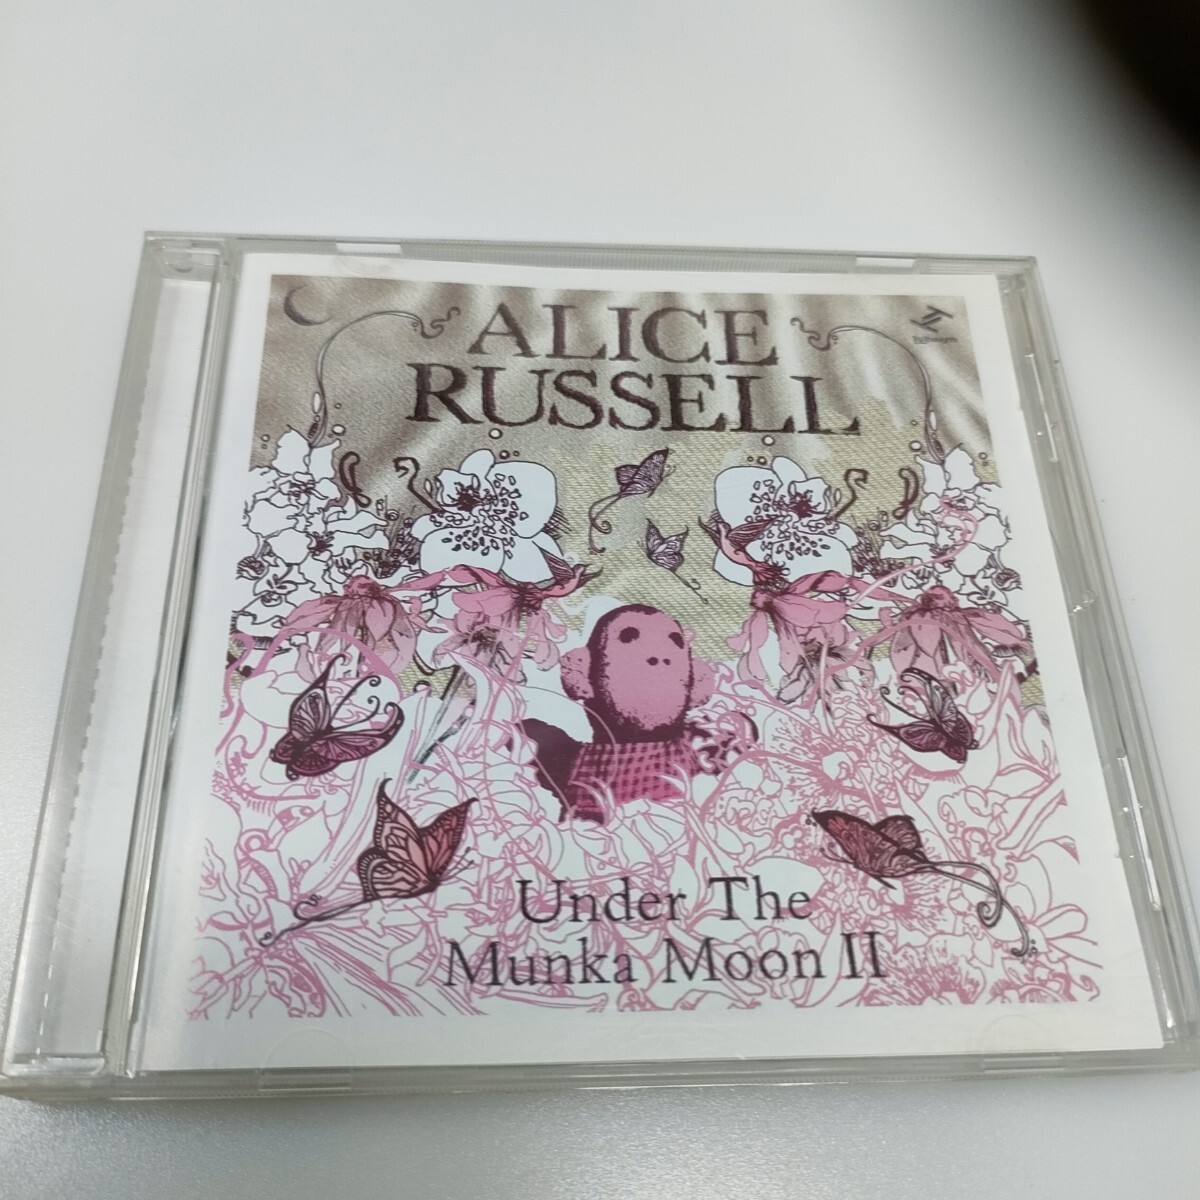 ALICE
RUSSELL
Under The
Munka Moon II